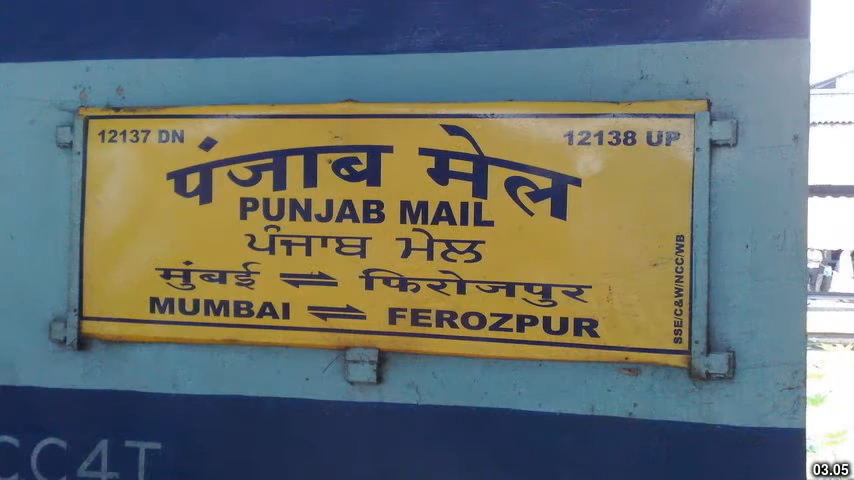 12137 DN 12138 UP
पंजाब मेल
PUNJAB MAIL
ਪੰਜਾਬ ਮੇਲ
मुंबई ⇌ फिरोजपुर
MUMBAI ⇌ FEROZPUR
SSE/C&W/NCC/WB
CC4T
03.05